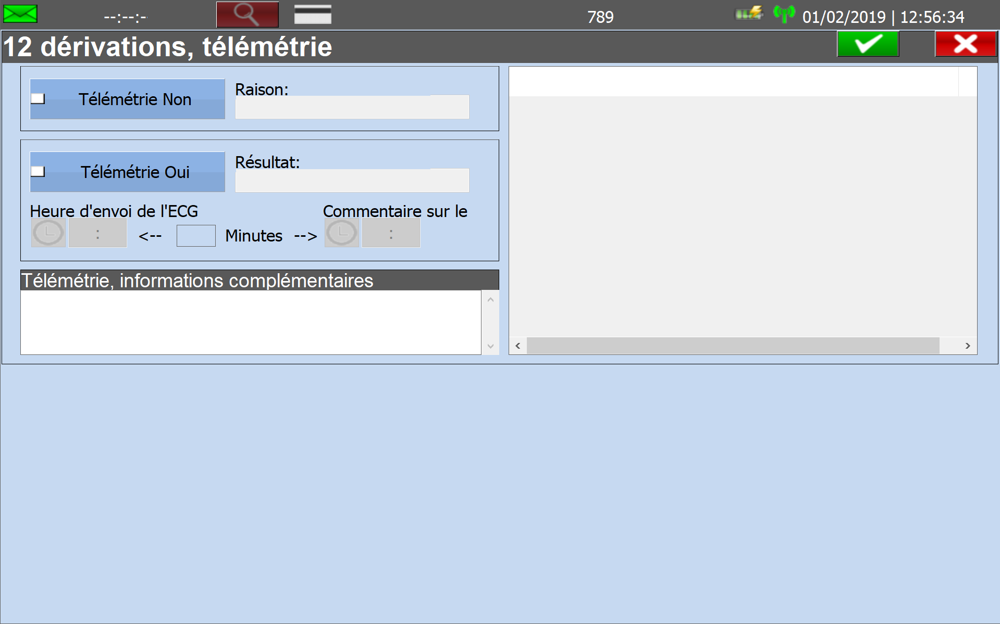 --:--:-
789
01/02/2019 | 12:56:34
12 dérivations, télémétrie
Télémétrie Non
Raison:
Télémétrie Oui
Résultat:
Heure d'envoi de l'ECG
Commentaire sur le
: <-- Minutes --> :
Télémétrie, informations complémentaires